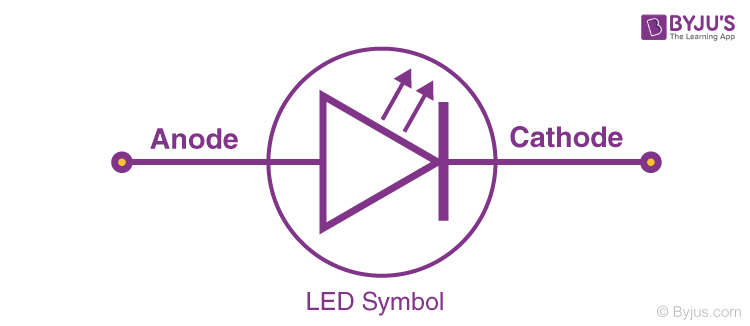 BYJU'S
The Learning App
Anode
Cathode
LED Symbol
© Byjus.com